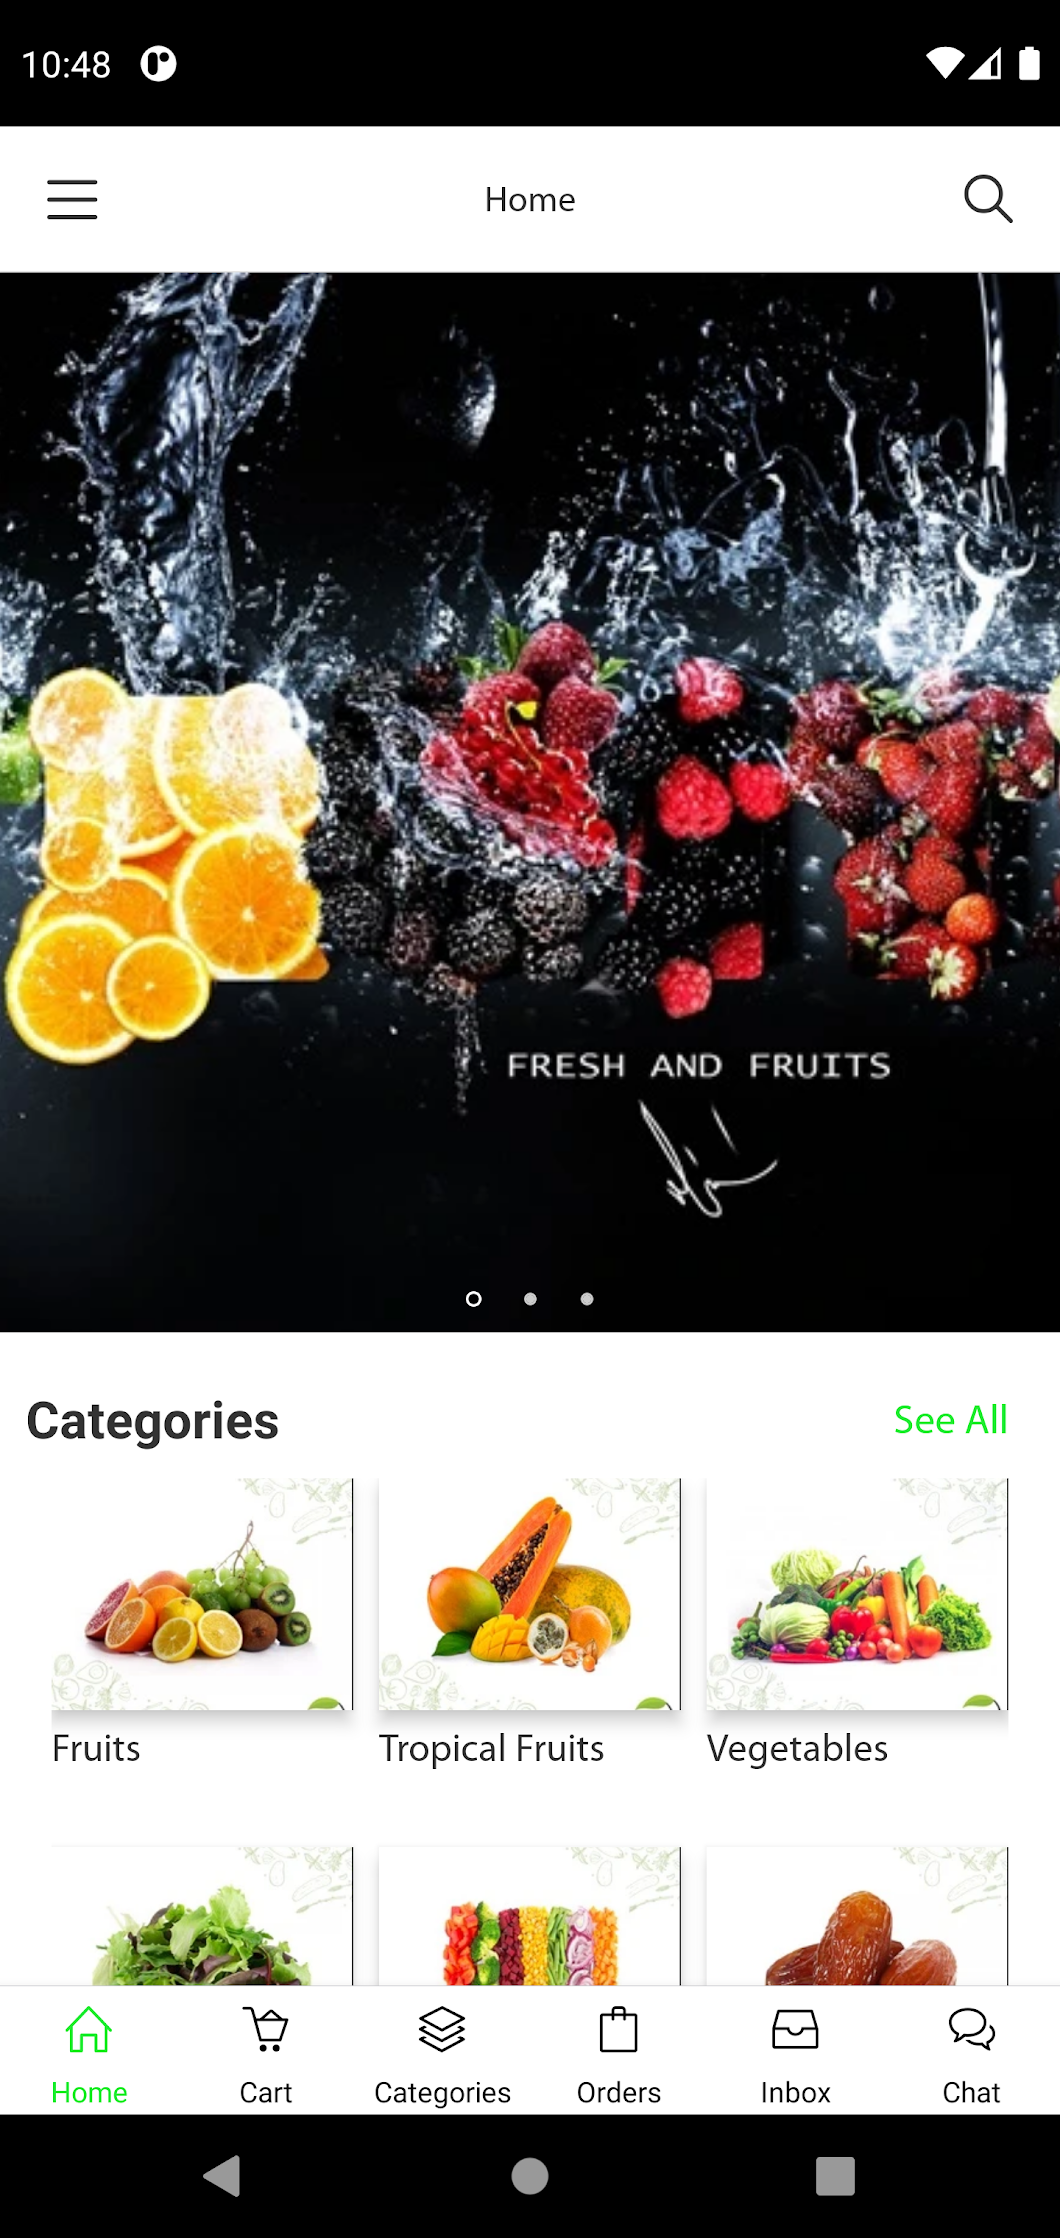 10:48
Home
FRESH AND FRUITS
Categories
See All
Fruits
Tropical Fruits
Vegetables
Home
Cart
Categories
Orders
Inbox
Chat